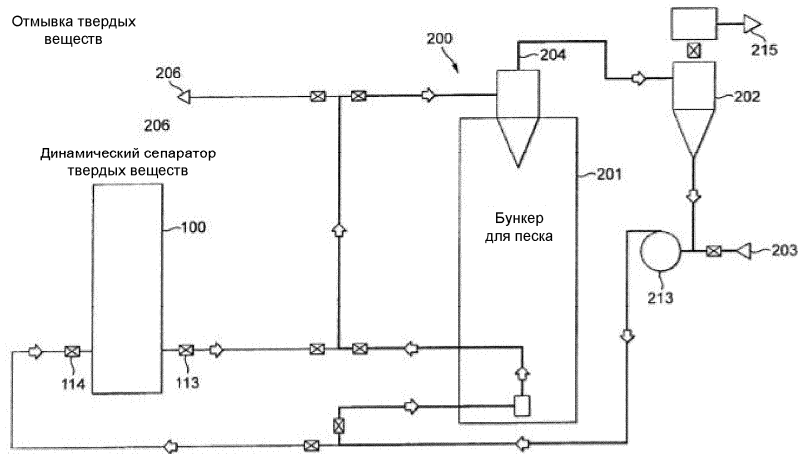 Отмывка твердых
веществ
200
204
215
206
202
206
Динамический сепаратор
твердых веществ
201
100
Бункер
для песка
203
213
114
113